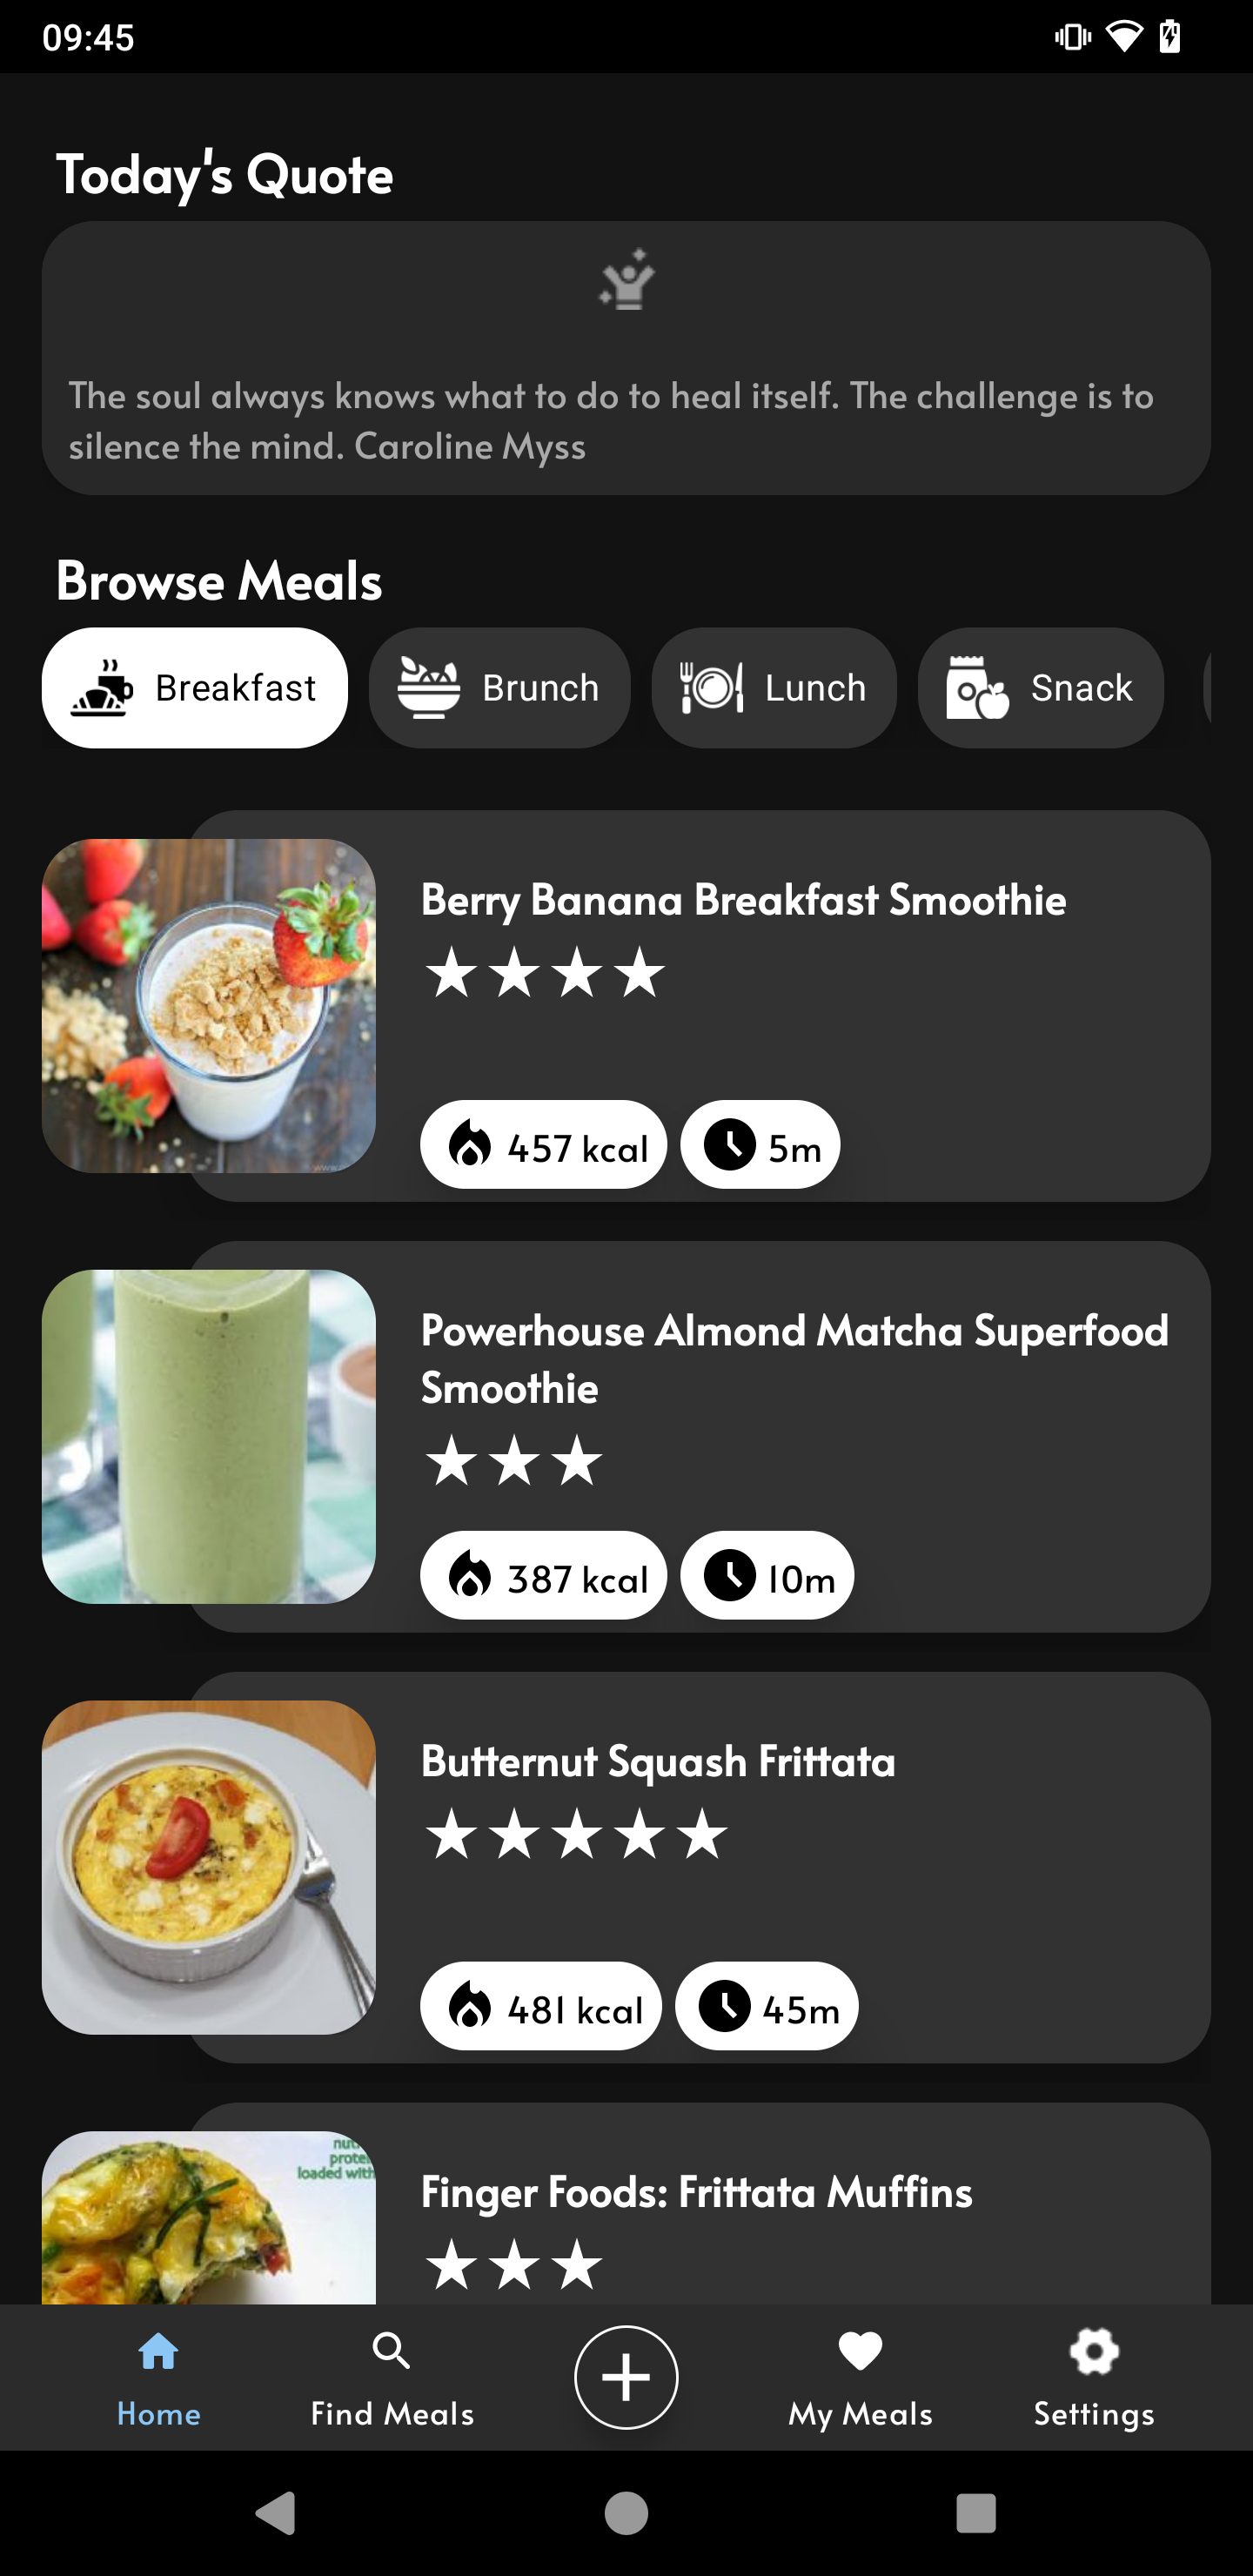 09:45
Today's Quote
The soul always knows what to do to heal itself. The challenge is to
silence the mind. Caroline Myss
Browse Meals
Breakfast
Brunch
Lunch
Snack
Berry Banana Breakfast Smoothie
457 kcal
5m
Powerhouse Almond Matcha Superfood
Smoothie
387 kcal
10m
Butternut Squash Frittata
481 kcal
45m
loaded with
Finger Foods: Frittata Muffins
Home
Find Meals
My Meals
Settings